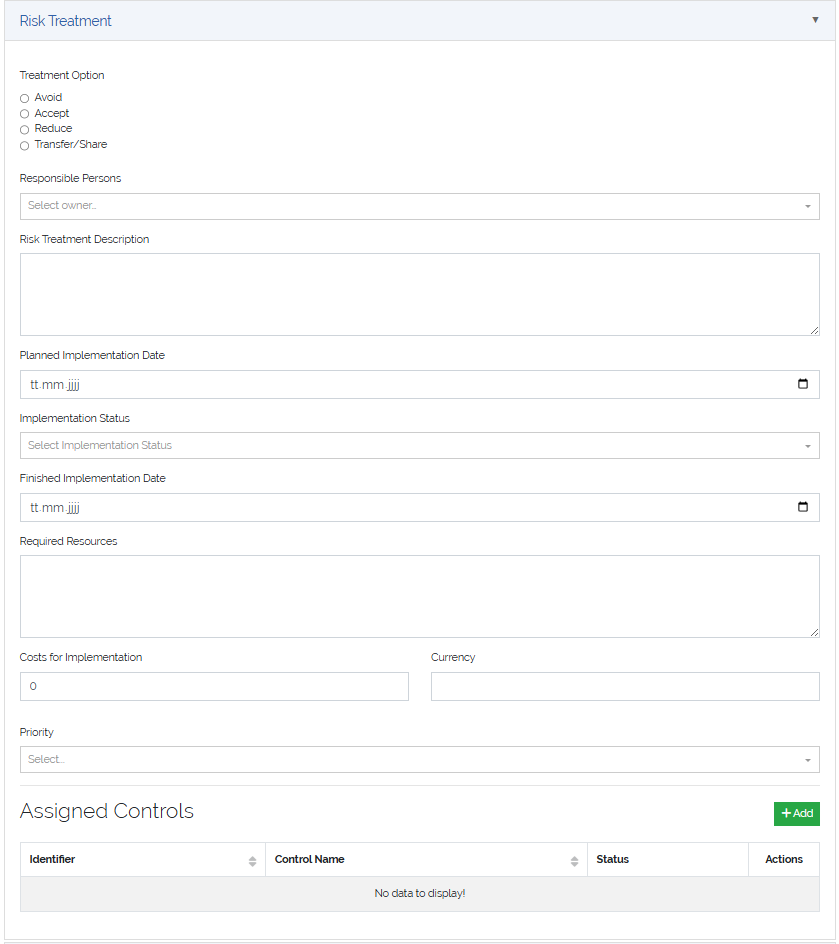 Risk Treatment
Treatment Option
Avoid
Accept
Reduce
Transfer/Share
Responsible Persons
Select owner...
Risk Treatment Description
Planned Implementation Date
tt.mm.jjjj
Implementation Status
Select Implementation Status
Finished Implementation Date
tt.mm.jjjj
Required Resources
Costs for Implementation Currency
0
Priority
Select...
Assigned Controls +Add
Identifier Control Name Status Actions
No data to display!